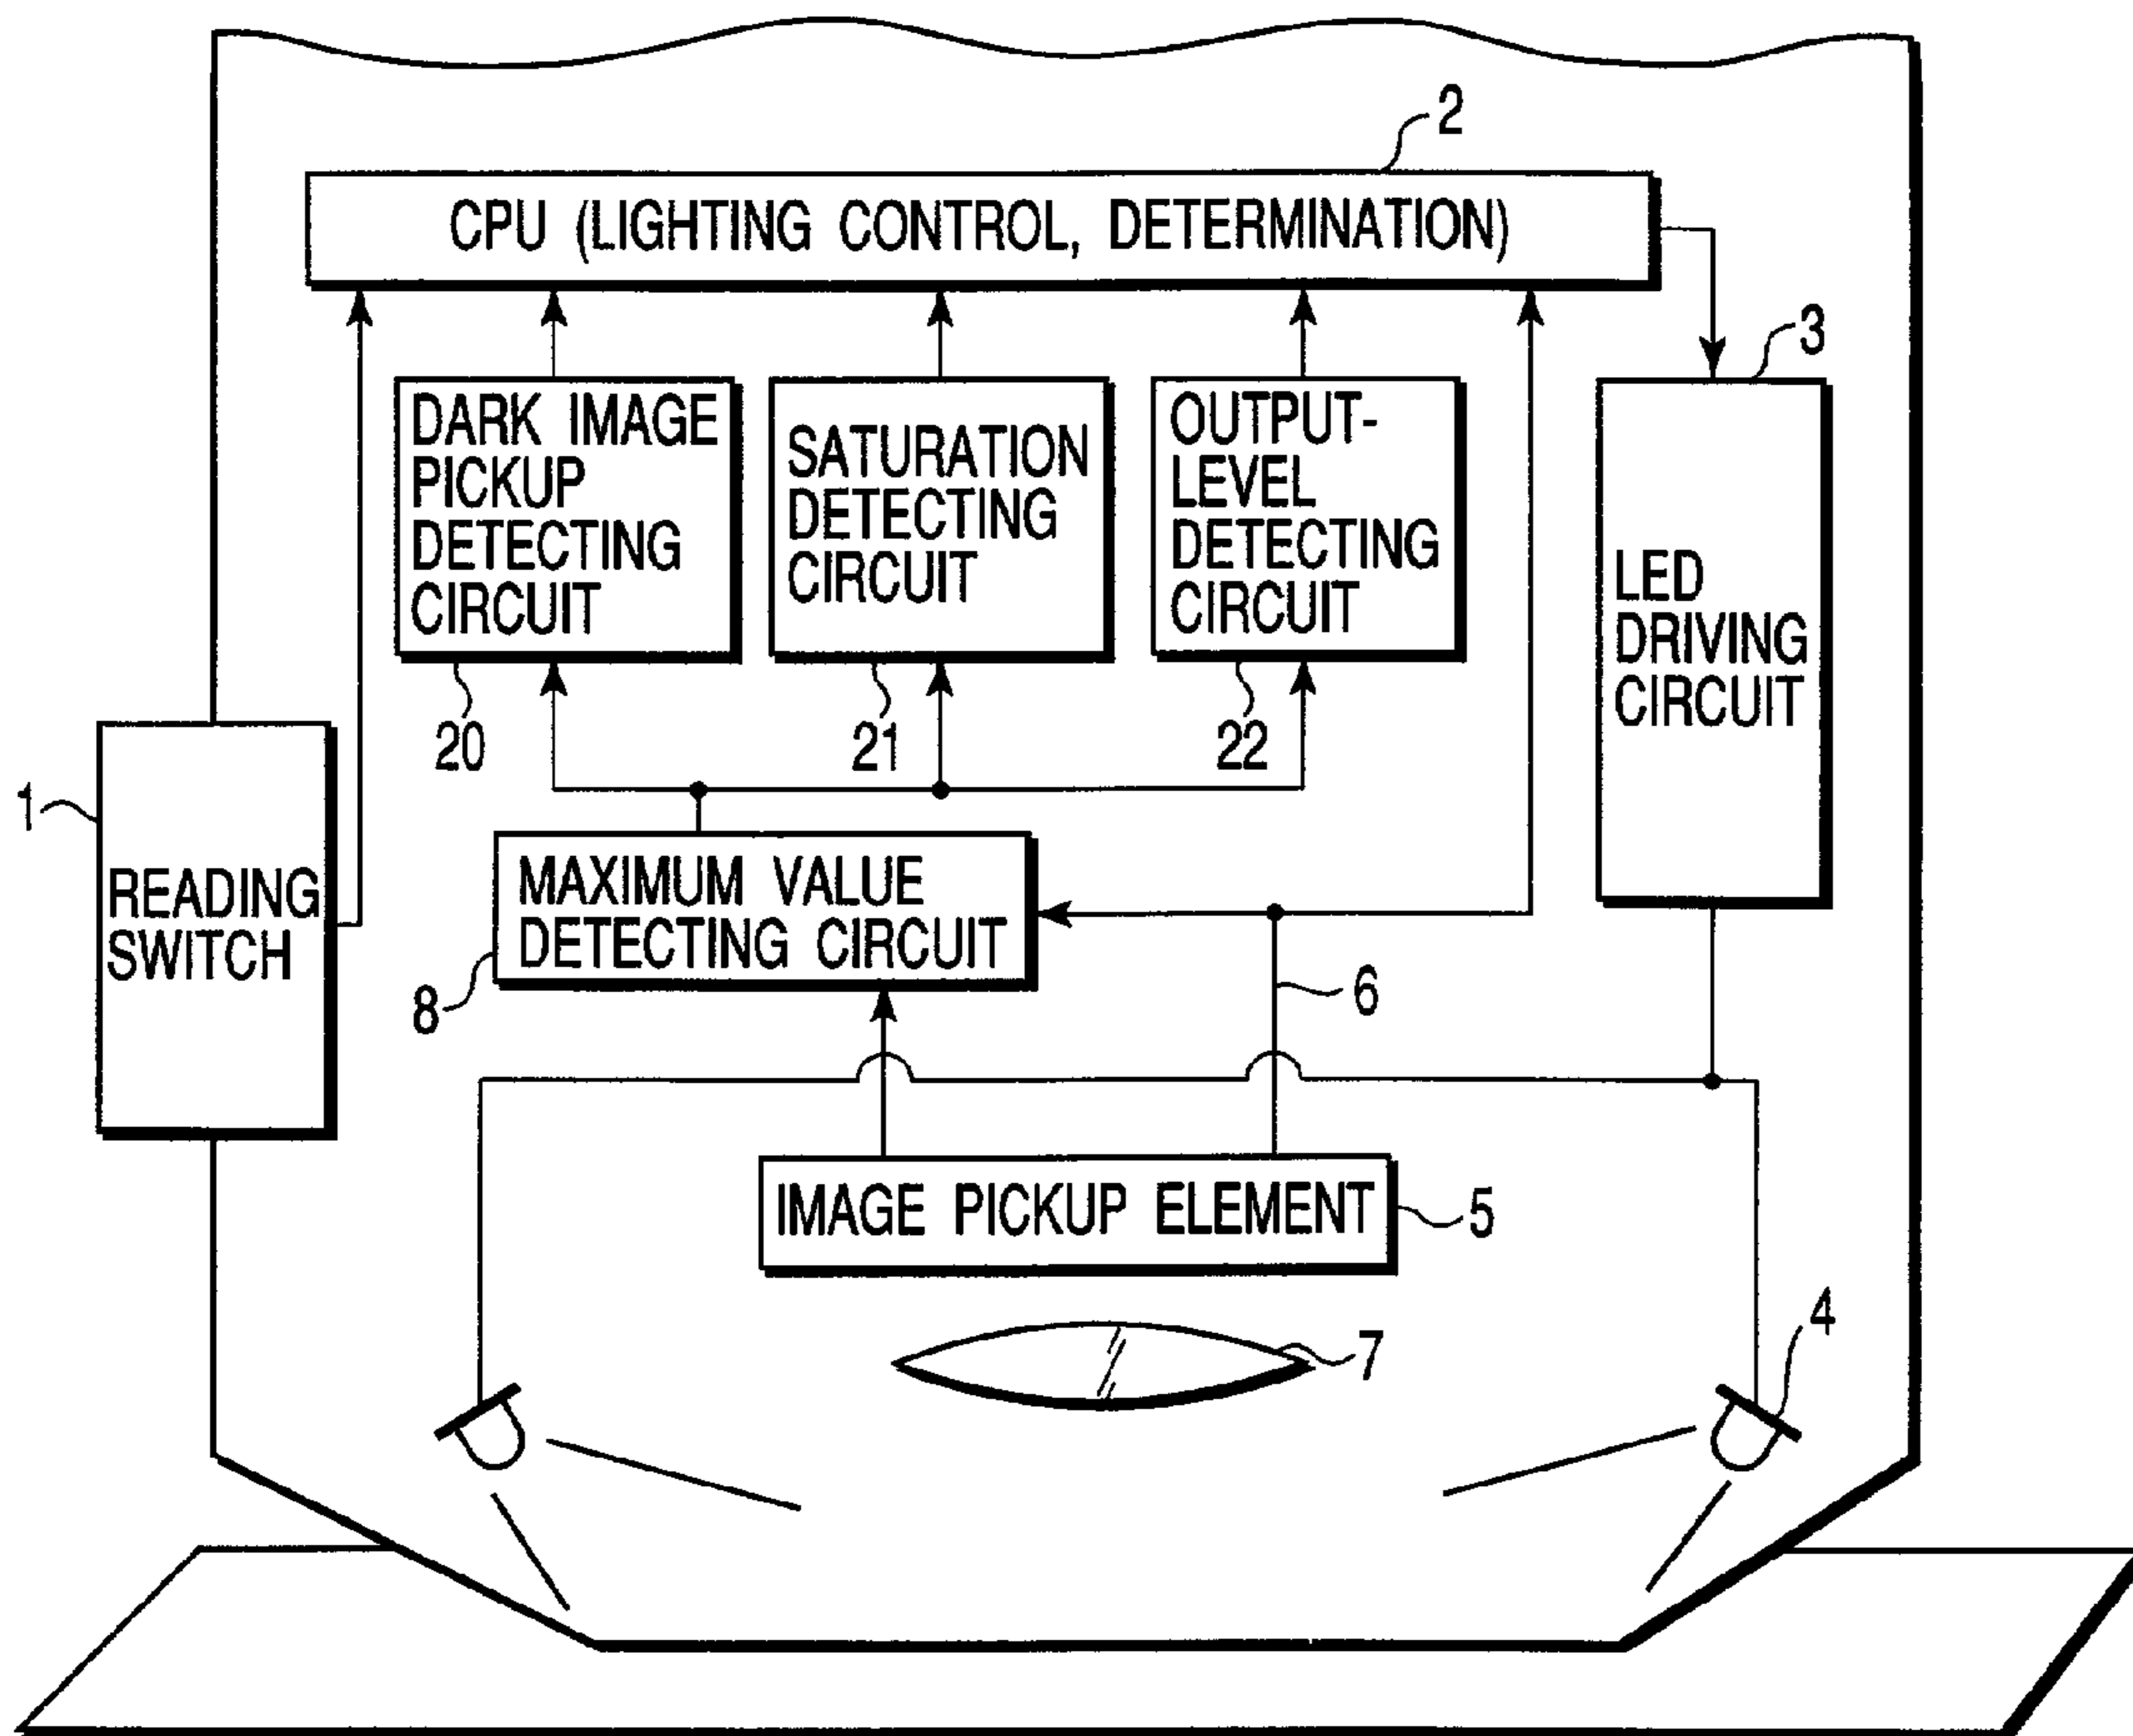 2
CPU (LIGHTING CONTROL, DETERMINATION)
3
DARK IMAGE
PICKUP
DETECTING
CIRCUIT
SATURATION
DETECTING
CIRCUIT
OUTPUT-
LEVEL
DETECTING
CIRCUIT
LED
DRIVING
CIRCUIT
20
21
22
1
READING
SWITCH
MAXIMUM VALUE
DETECTING CIRCUIT
8
6
IMAGE PICKUP ELEMENT
5
7
4